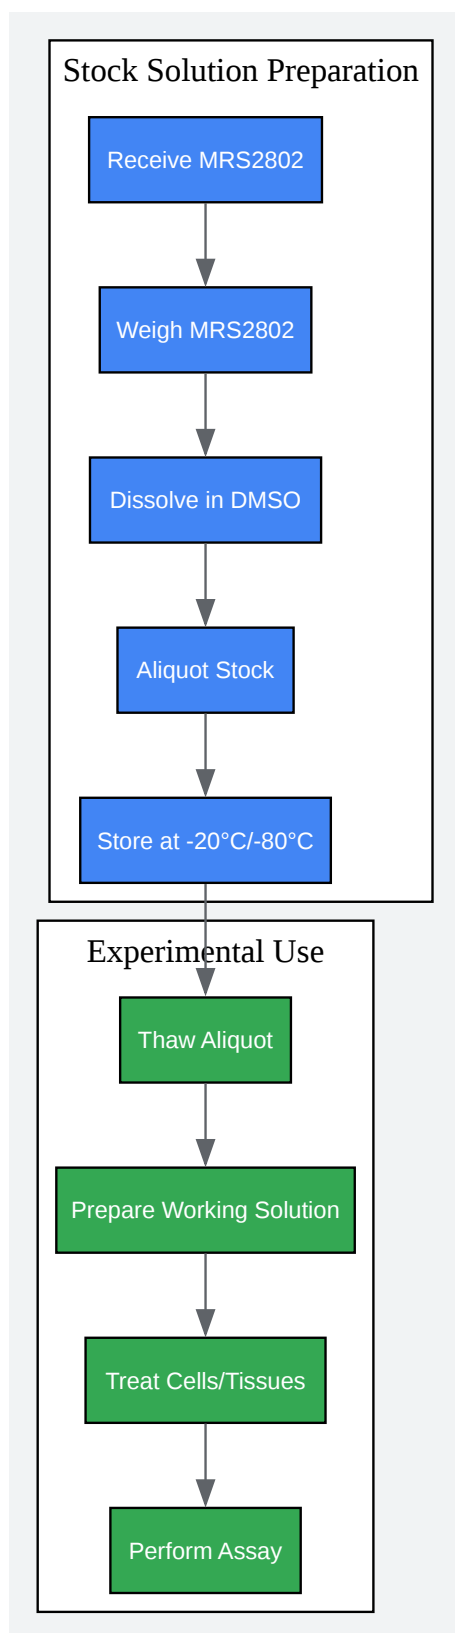 Stock Solution Preparation
Receive MRS2802
Weigh MRS2802
Dissolve in DMSO
Aliquot Stock
Store at -20°C/-80°C
Experimental Use
Thaw Aliquot
Prepare Working Solution
Treat Cells/Tissues
Perform Assay